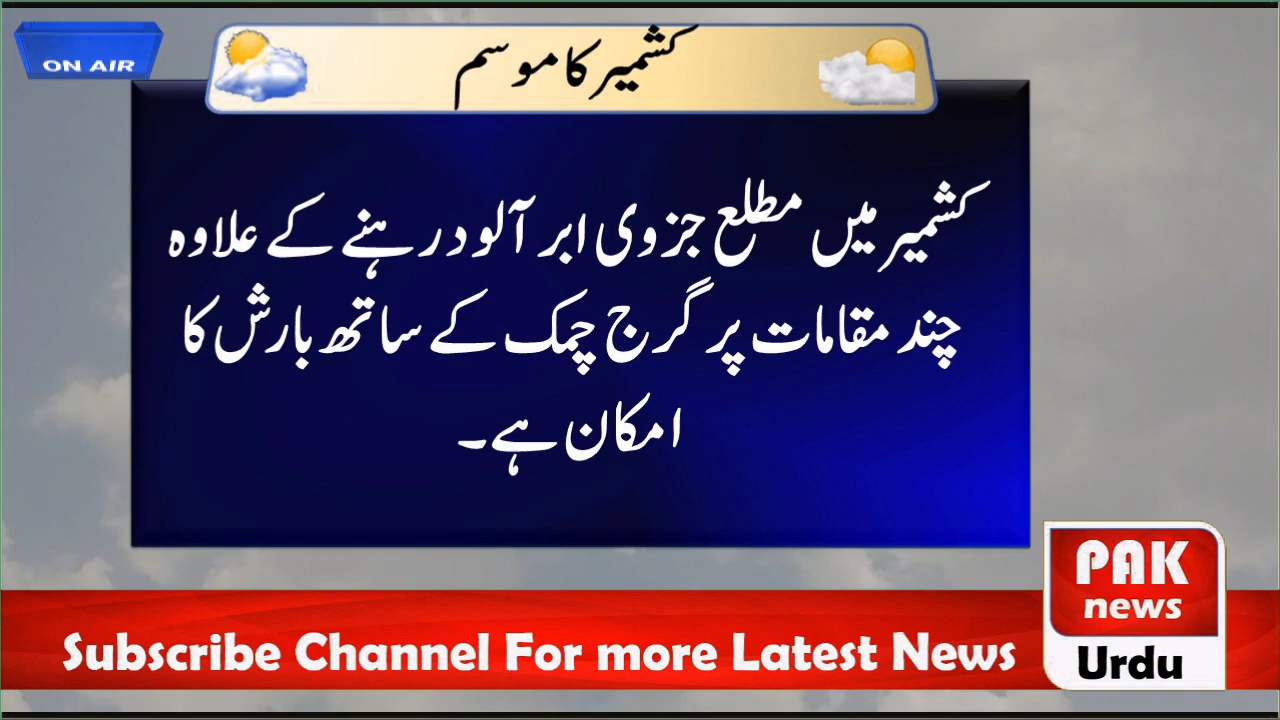 ON AIR
کشمیر کا موسم
کشمیر میں مطلع جزوی ابر آلود رہنے کے علاوہ
چند مقامات پر گرج چمک کے ساتھ بارش کا
امکان ہے۔
PAK
news
Urdu
Subscribe Channel For more Latest News